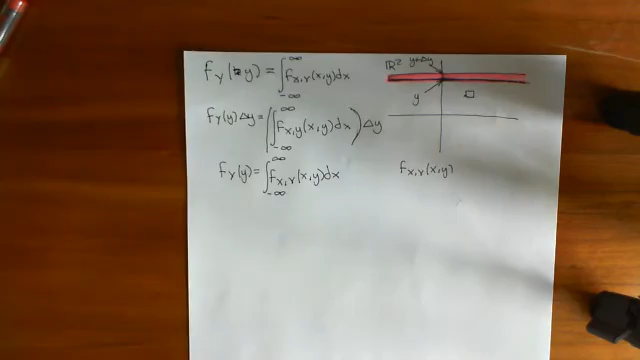 f_Y(y) = ∫_{-∞}^{∞} f_{X,Y}(x,y)dx
f_Y(y) Δy = (∫_{-∞}^{∞} f_{X,Y}(x,y)dx) Δy
f_Y(y) = ∫_{-∞}^{∞} f_{X,Y}(x,y)dx
ℝ² y+Δy
y
f_{X,Y}(x,y)